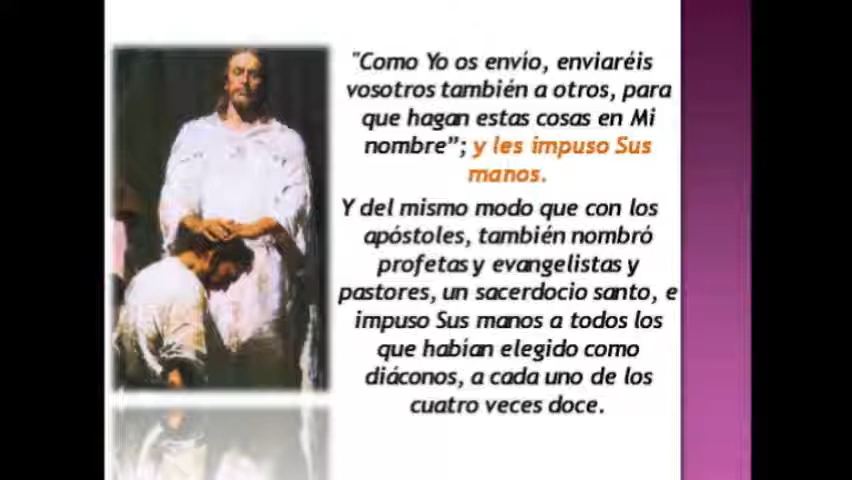 "Como Yo os envío, enviaréis
vosotros también a otros, para
que hagan estas cosas en Mi
nombre"; y les impuso Sus
manos.
Y del mismo modo que con los
apóstoles, también nombró
profetas y evangelistas y
pastores, un sacerdocio santo, e
impuso Sus manos a todos los
que habían elegido como
diáconos, a cada uno de los
cuatro veces doce.